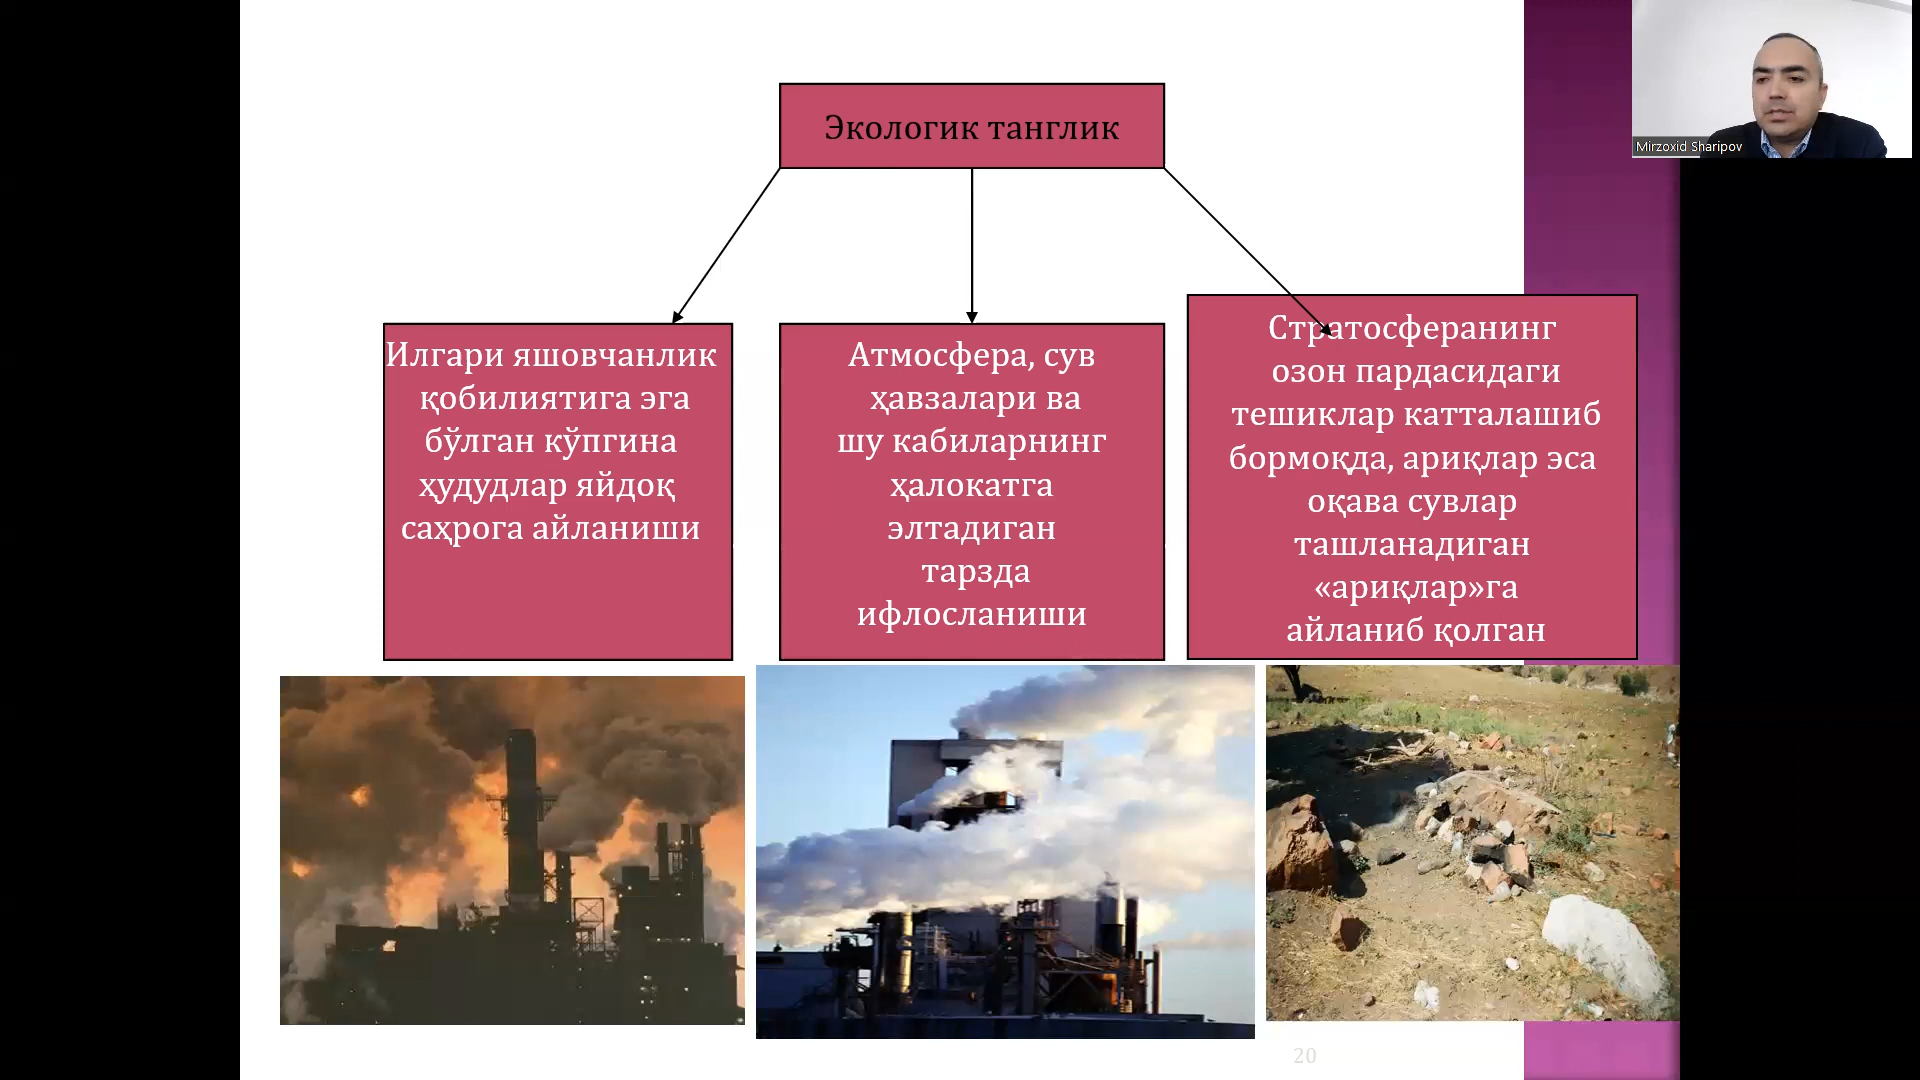 Mirzoxid Sharipov
Экологик танглик
Илгари яшовчанлик
қобилиятига эга
бўлган кўпгина
ҳудудлар яйдоқ
саҳрога айланиши
Атмосфера, сув
ҳавзалари ва
шу кабиларнинг
ҳалокатга
элтадиган
тарзда
ифлосланиши
Стратосферанинг
озон пардасидаги
тешиклар катталашиб
бормоқда, ариқлар эса
оқава сувлар
ташланадиган
«ариқлар»га
айланиб қолган
20